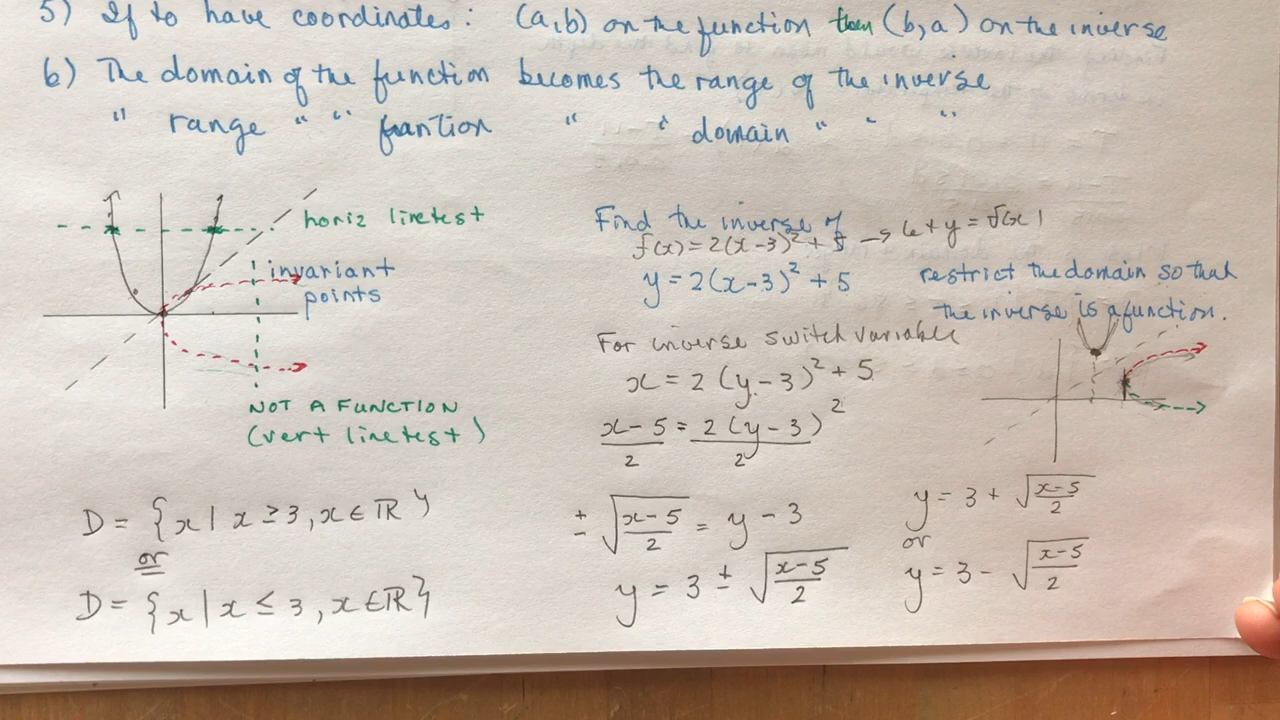 5) If to have coordinates: (a,b) on the function then (b,a) on the inverse
6) The domain of the function becomes the range of the inverse
" range " " function " " domain " " "
horiz line test
invariant
points
NOT A FUNCTION
(vert line test)
D = {x | x ≥ 3, x ∈ ℝ}
or
D = {x | x ≤ 3, x ∈ ℝ}
Find the inverse of
f(x) = 2(x-3)² + 5 → let y = f(x)
y = 2(x-3)² + 5
For inverse switch variable
x = 2(y-3)² + 5
(x-5)/2 = 2(y-3)²/2
± √((x-5)/2) = y - 3
y = 3 ± √((x-5)/2)
restrict the domain so that
the inverse is a function.
y = 3 + √((x-5)/2)
or
y = 3 - √((x-5)/2)